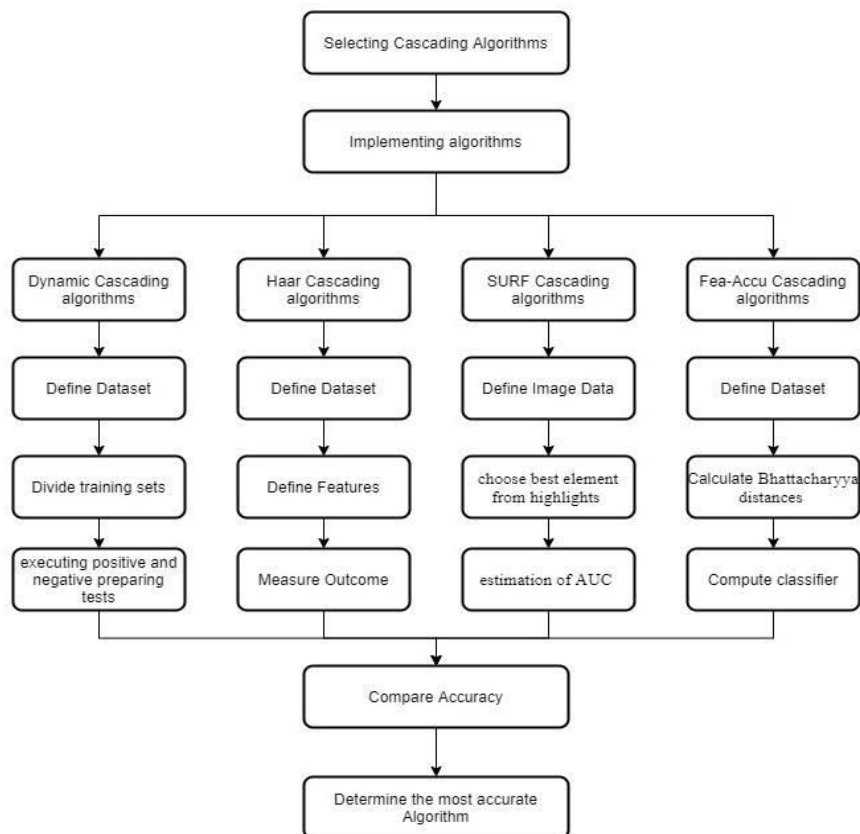 Selecting Cascading Algorithms
Implementing algorithms
Dynamic Cascading
algorithms
Haar Cascading
algorithms
SURF Cascading
algorithms
Fea-Accu Cascading
algorithms
Define Dataset
Define Dataset
Define Image Data
Define Dataset
Divide training sets
Define Features
choose best element
from highlights
Calculate Bhattacharyya
distances
executing positive and
negative preparing
tests
Measure Outcome
estimation of AUC
Compute classifier
Compare Accuracy
Determine the most accurate
Algorithm